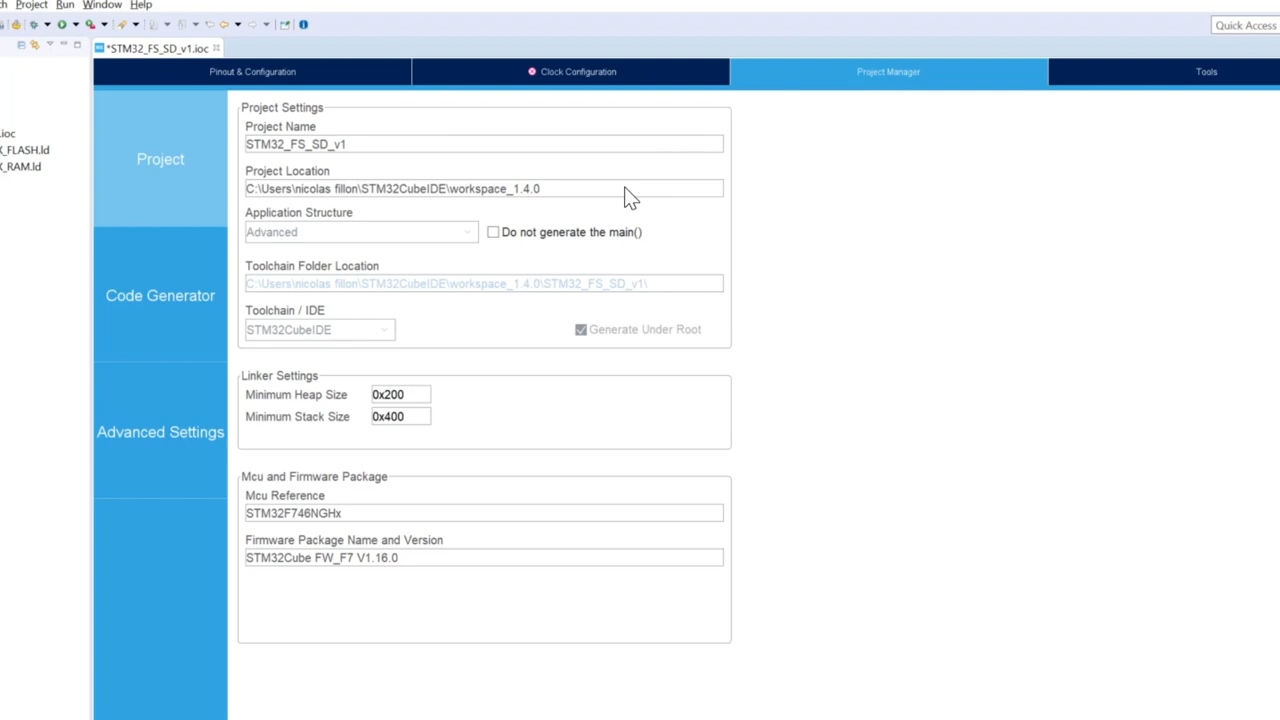 ch Project Run Window Help
Quick Access
*STM32_FS_SD_v1.ioc
Pinout & Configuration Clock Configuration Project Manager Tools
.ioc
X_FLASH.ld
X_RAM.ld
Project
Code Generator
Advanced Settings
Project Settings
Project Name
STM32_FS_SD_v1
Project Location
C:\Users\nicolas fillon\STM32CubeIDE\workspace_1.4.0
Application Structure
Advanced Do not generate the main()
Toolchain Folder Location
C:\Users\nicolas fillon\STM32CubeIDE\workspace_1.4.0\STM32_FS_SD_v1\
Toolchain / IDE
STM32CubeIDE Generate Under Root
Linker Settings
Minimum Heap Size 0x200
Minimum Stack Size 0x400
Mcu and Firmware Package
Mcu Reference
STM32F746NGHx
Firmware Package Name and Version
STM32Cube FW_F7 V1.16.0